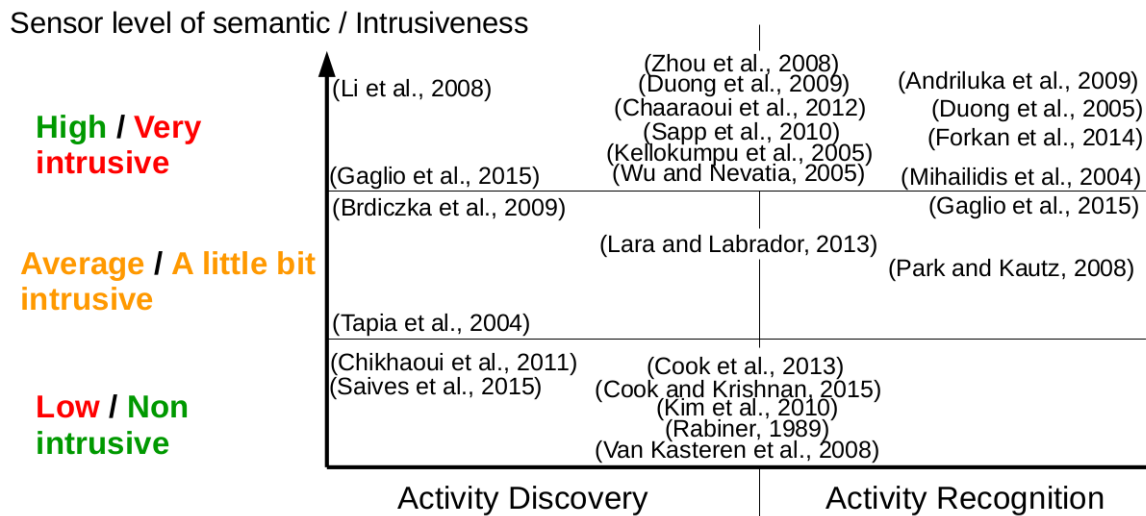 Sensor level of semantic / Intrusiveness
High / Very
intrusive
Average / A little bit
intrusive
Low / Non
intrusive
(Li et al., 2008)
(Gaglio et al., 2015)
(Brdiczka et al., 2009)
(Tapia et al., 2004)
(Chikhaoui et al., 2011)
(Saives et al., 2015)
(Zhou et al., 2008)
(Duong et al., 2009)
(Chaaraoui et al., 2012)
(Sapp et al., 2010)
(Kellokumpu et al., 2005)
(Wu and Nevatia, 2005)
(Lara and Labrador, 2013)
(Cook et al., 2013)
(Cook and Krishnan, 2015)
(Kim et al., 2010)
(Rabiner, 1989)
(Van Kasteren et al., 2008)
(Andriluka et al., 2009)
(Duong et al., 2005)
(Forkan et al., 2014)
(Mihailidis et al., 2004)
(Gaglio et al., 2015)
(Park and Kautz, 2008)
Activity Discovery
Activity Recognition